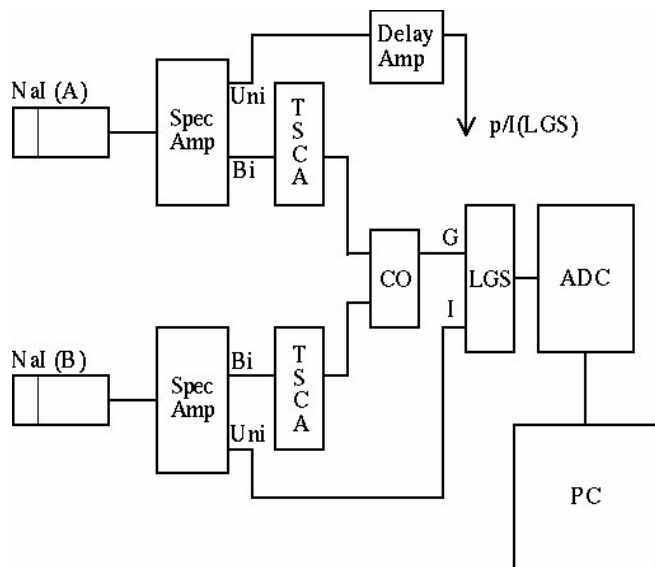 Delay
Amp
NaI (A)
Uni
Spec
Amp
T
S
C
A
p/I(LGS)
Bi
G
CO
LGS
ADC
I
NaI (B)
Bi
Spec
Amp
T
S
C
A
Uni
PC